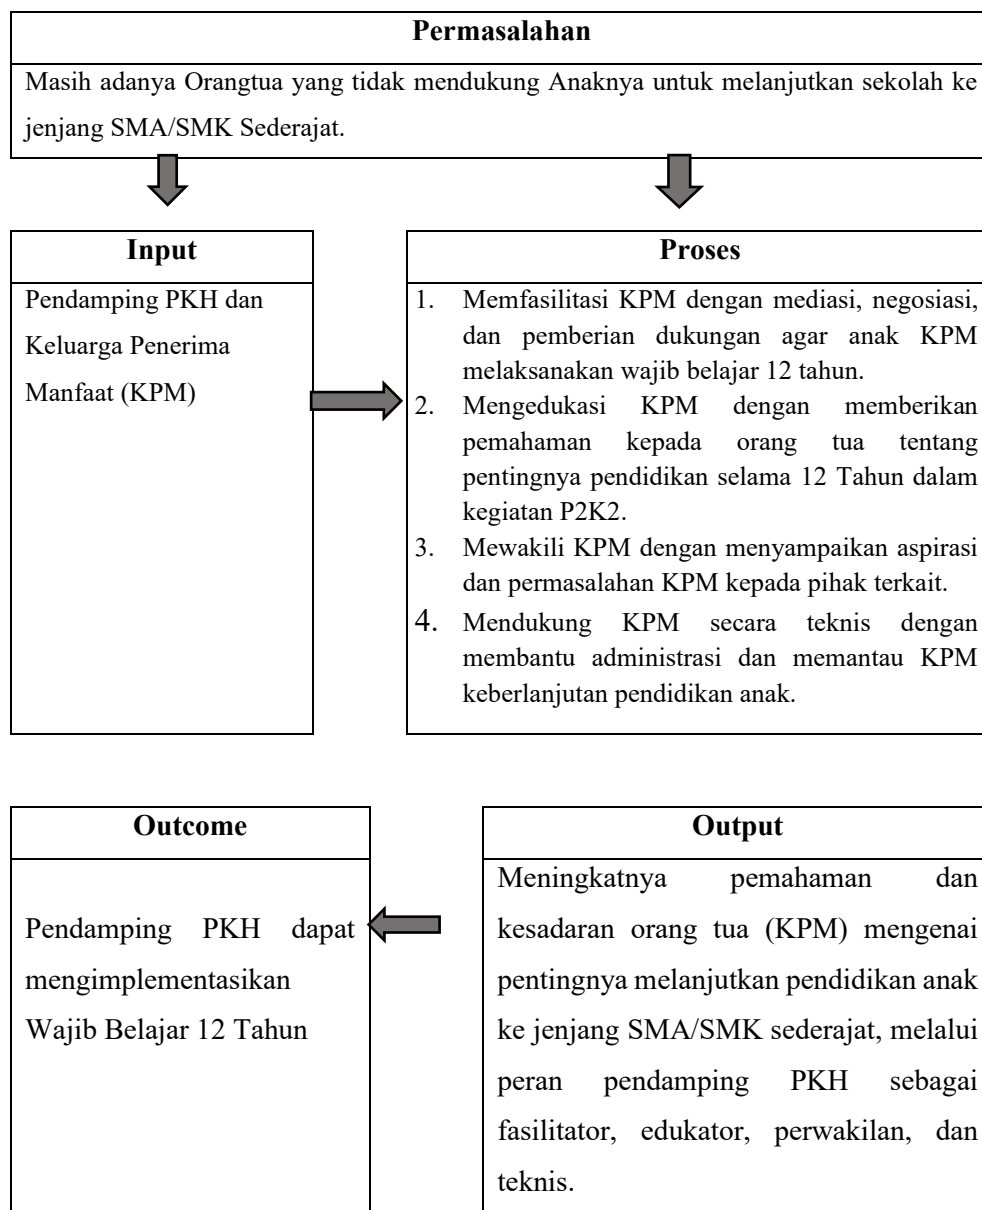 Permasalahan
Masih adanya Orangtua yang tidak mendukung Anaknya untuk melanjutkan sekolah ke
jenjang SMA/SMK Sederajat.
Input
Pendamping PKH dan
Keluarga Penerima
Manfaat (KPM)
Proses
1. Memfasilitasi KPM dengan mediasi, negosiasi,
dan pemberian dukungan agar anak KPM
melaksanakan wajib belajar 12 tahun.
2. Mengedukasi KPM dengan memberikan
pemahaman kepada orang tua tentang
pentingnya pendidikan selama 12 Tahun dalam
kegiatan P2K2.
3. Mewakili KPM dengan menyampaikan aspirasi
dan permasalahan KPM kepada pihak terkait.
4. Mendukung KPM secara teknis dengan
membantu administrasi dan memantau KPM
keberlanjutan pendidikan anak.
Outcome
Pendamping PKH dapat
mengimplementasikan
Wajib Belajar 12 Tahun
Output
Meningkatnya pemahaman dan
kesadaran orang tua (KPM) mengenai
pentingnya melanjutkan pendidikan anak
ke jenjang SMA/SMK sederajat, melalui
peran pendamping PKH sebagai
fasilitator, edukator, perwakilan, dan
teknis.